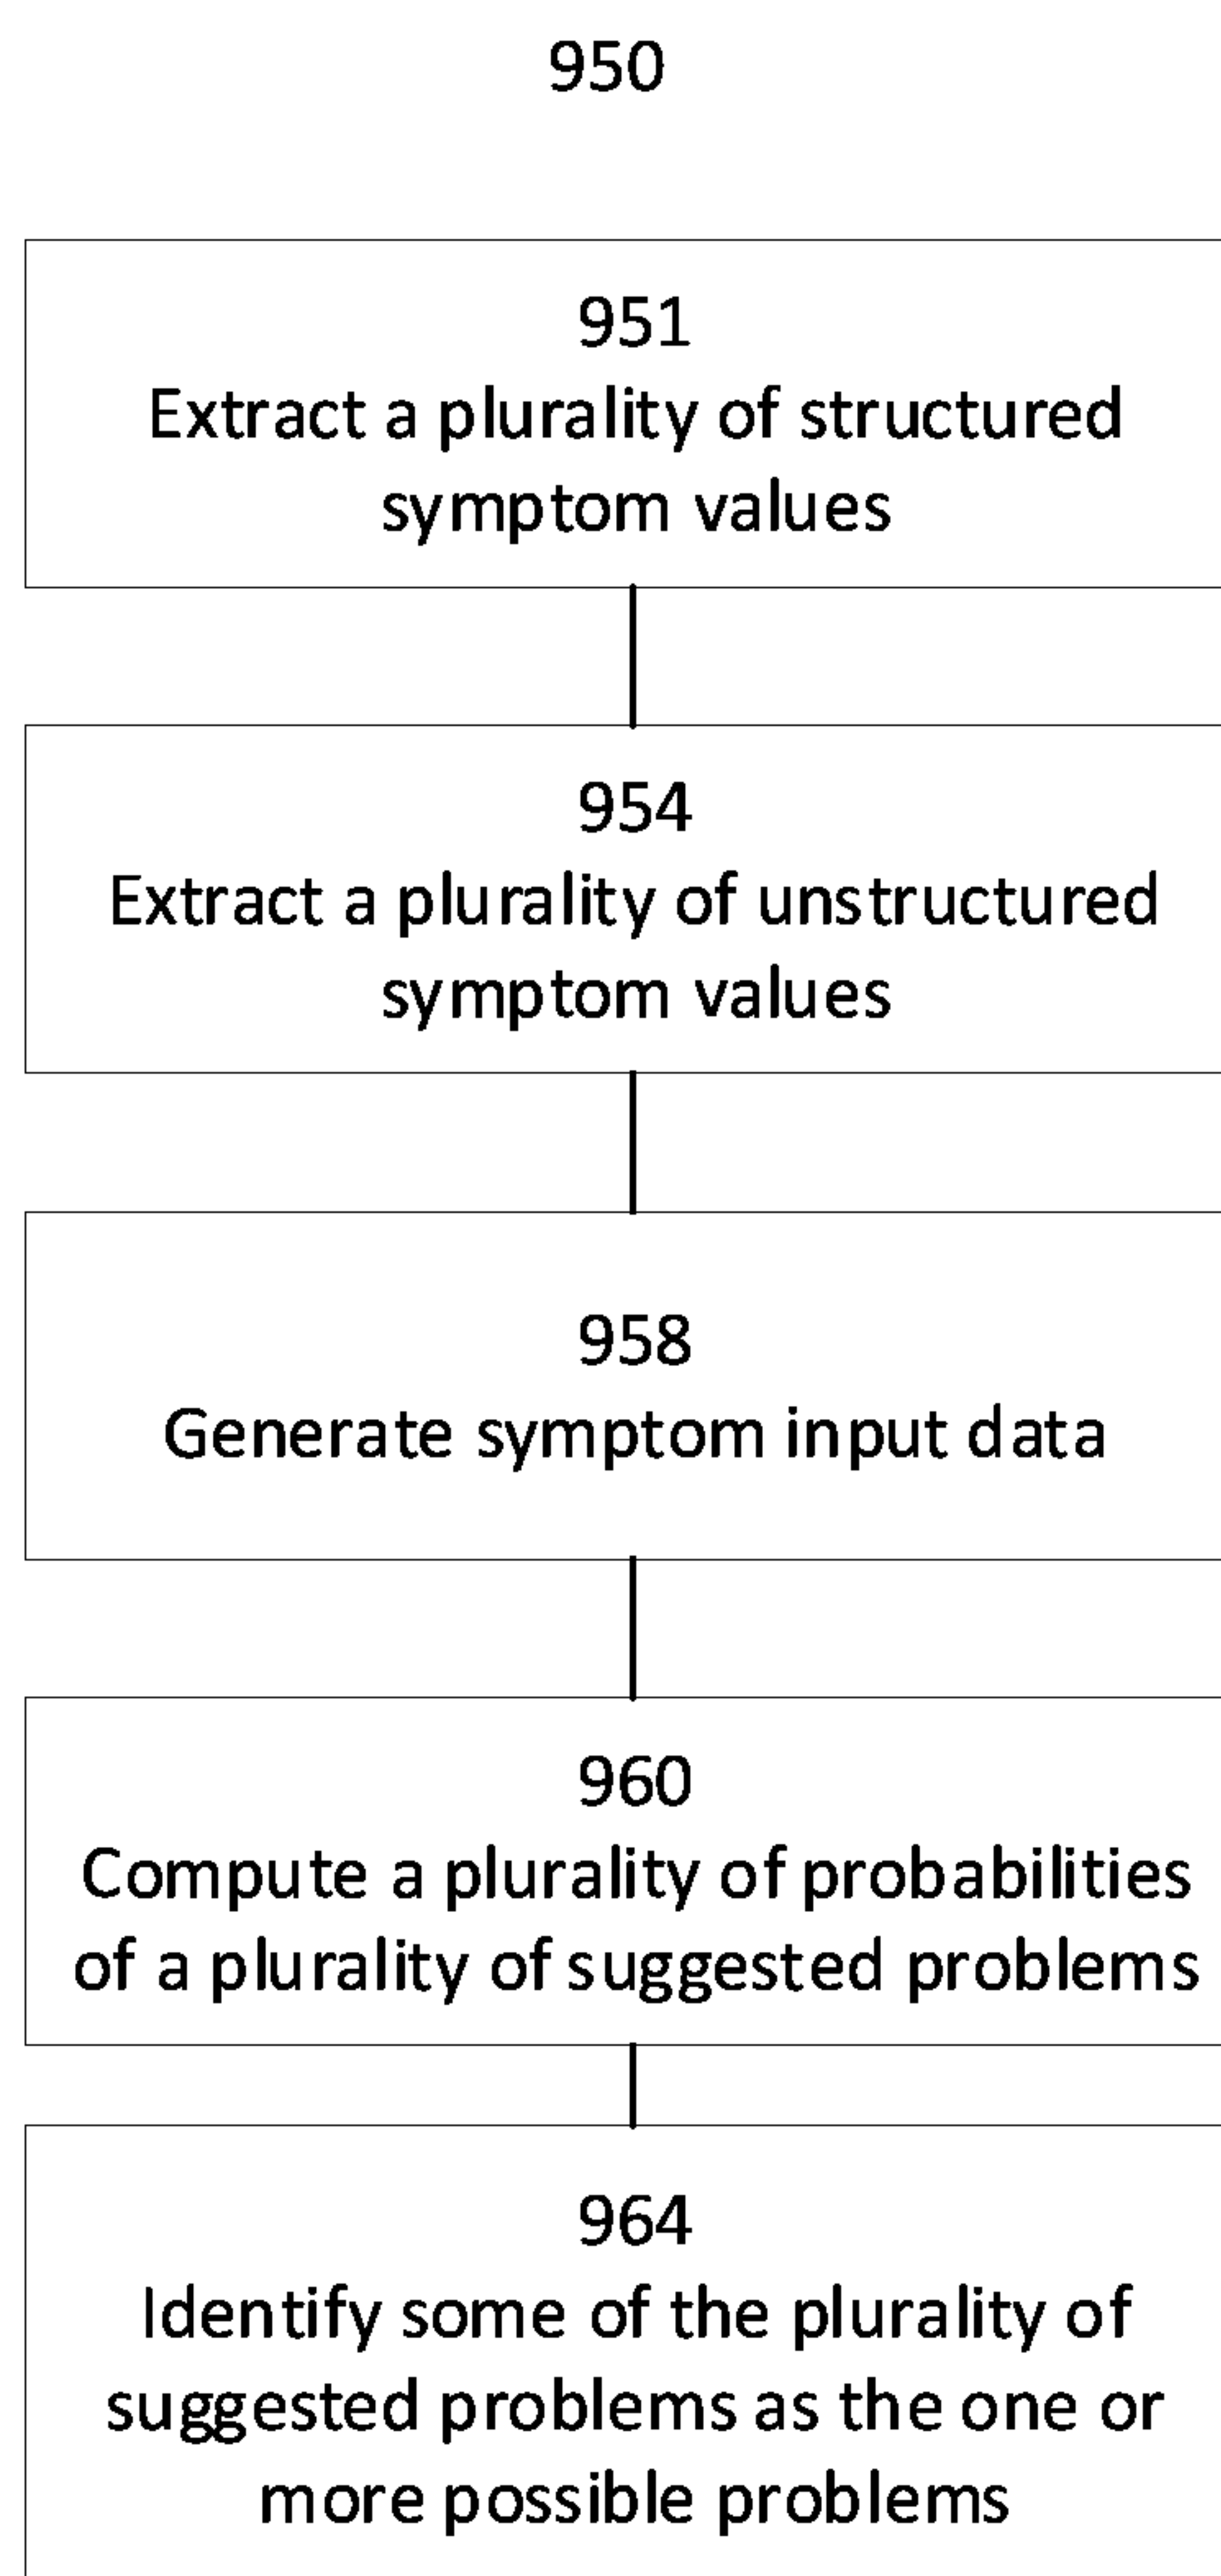 950
951
Extract a plurality of structured
symptom values
954
Extract a plurality of unstructured
symptom values
958
Generate symptom input data
960
Compute a plurality of probabilities
of a plurality of suggested problems
964
Identify some of the plurality of
suggested problems as the one or
more possible problems